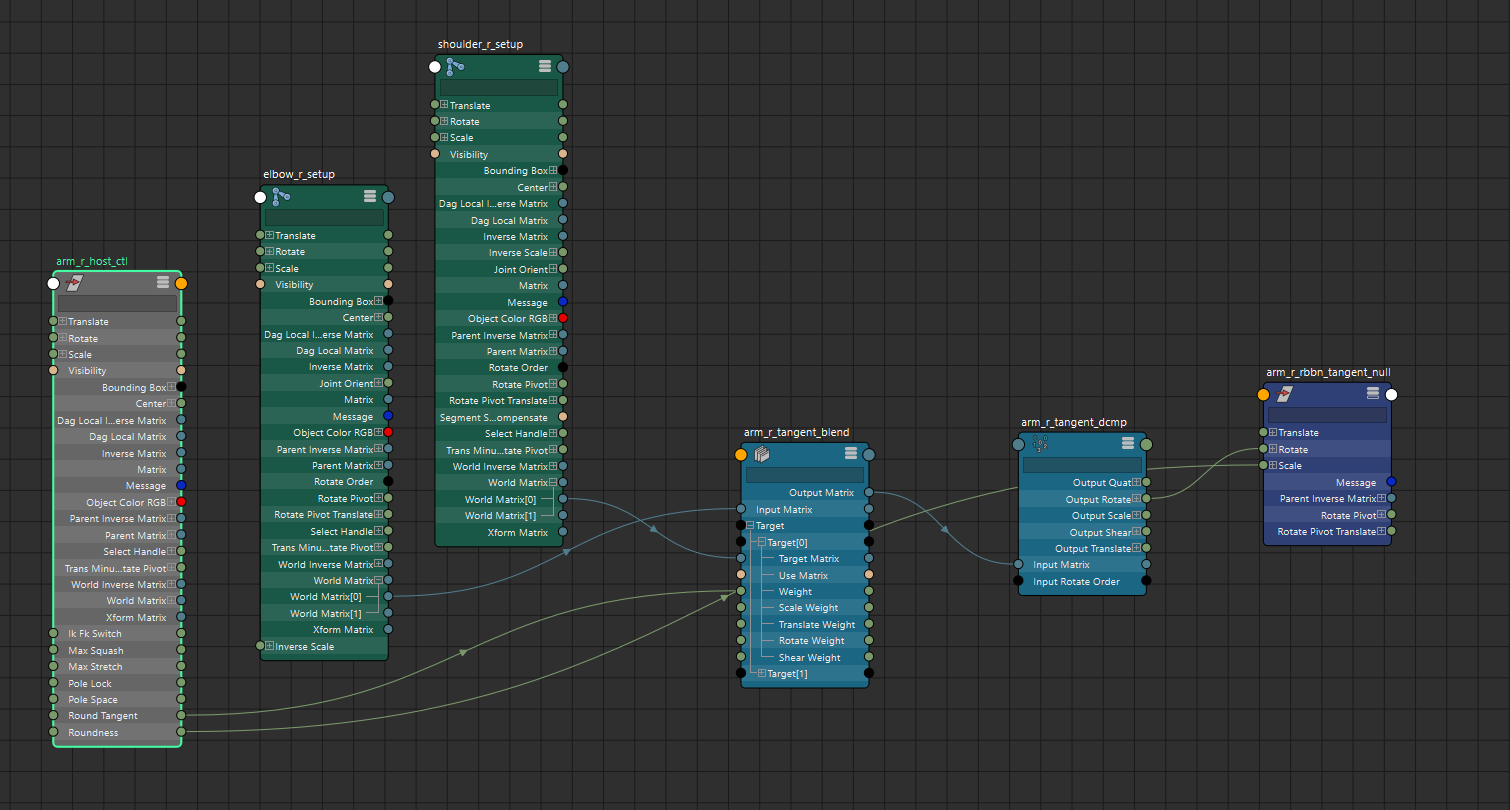 shoulder_r_setup
Translate
Rotate
Scale
Visibility
Bounding Box
Center
Dag Local I...erse Matrix
Dag Local Matrix
Inverse Matrix
Inverse Scale
Joint Orient
Matrix
Message
Object Color RGB
Parent Inverse Matrix
Parent Matrix
Rotate Order
Rotate Pivot
Rotate Pivot Translate
Segment S...ompensate
Select Handle
Trans Minu...tate Pivot
World Inverse Matrix
World Matrix
World Matrix[0]
World Matrix[1]
Xform Matrix
elbow_r_setup
Translate
Rotate
Scale
Visibility
Bounding Box
Center
Dag Local I...erse Matrix
Dag Local Matrix
Inverse Matrix
Joint Orient
Matrix
Message
Object Color RGB
Parent Inverse Matrix
Parent Matrix
Rotate Order
Rotate Pivot
Rotate Pivot Translate
Select Handle
Trans Minu...tate Pivot
World Inverse Matrix
World Matrix
World Matrix[0]
World Matrix[1]
Xform Matrix
Inverse Scale
arm_r_host_ctl
Translate
Rotate
Scale
Visibility
Bounding Box
Center
Dag Local I...erse Matrix
Dag Local Matrix
Inverse Matrix
Matrix
Message
Object Color RGB
Parent Inverse Matrix
Parent Matrix
Select Handle
Trans Minu...tate Pivot
World Inverse Matrix
World Matrix
Xform Matrix
Ik Fk Switch
Max Squash
Max Stretch
Pole Lock
Pole Space
Round Tangent
Roundness
arm_r_tangent_blend
Output Matrix
Input Matrix
Target
Target[0]
Target Matrix
Use Matrix
Weight
Scale Weight
Translate Weight
Rotate Weight
Shear Weight
Target[1]
arm_r_tangent_dcmp
Output Quat
Output Rotate
Output Scale
Output Shear
Output Translate
Input Matrix
Input Rotate Order
arm_r_rbbn_tangent_null
Translate
Rotate
Scale
Message
Parent Inverse Matrix
Rotate Pivot
Rotate Pivot Translate